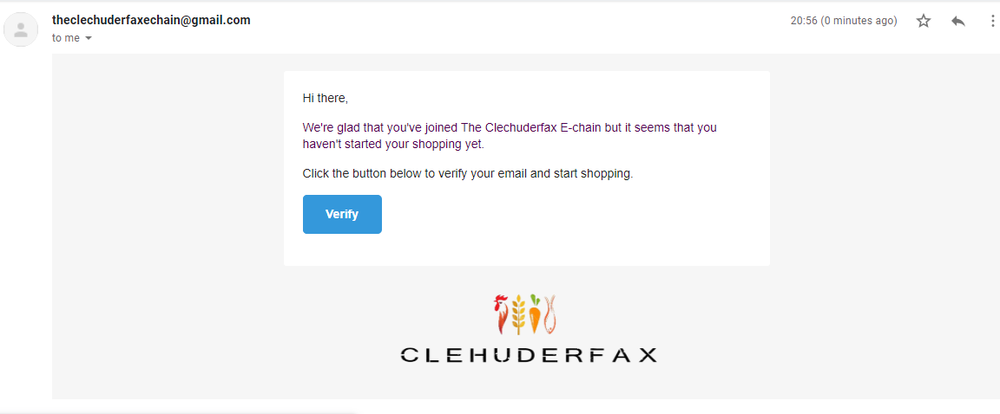 theclechuderfaxechain@gmail.com
20:56 (0 minutes ago)
to me
Hi there,
We're glad that you've joined The Clechuderfax E-chain but it seems that you
haven't started your shopping yet.
Click the button below to verify your email and start shopping.
Verify
CLEHUDERFAX